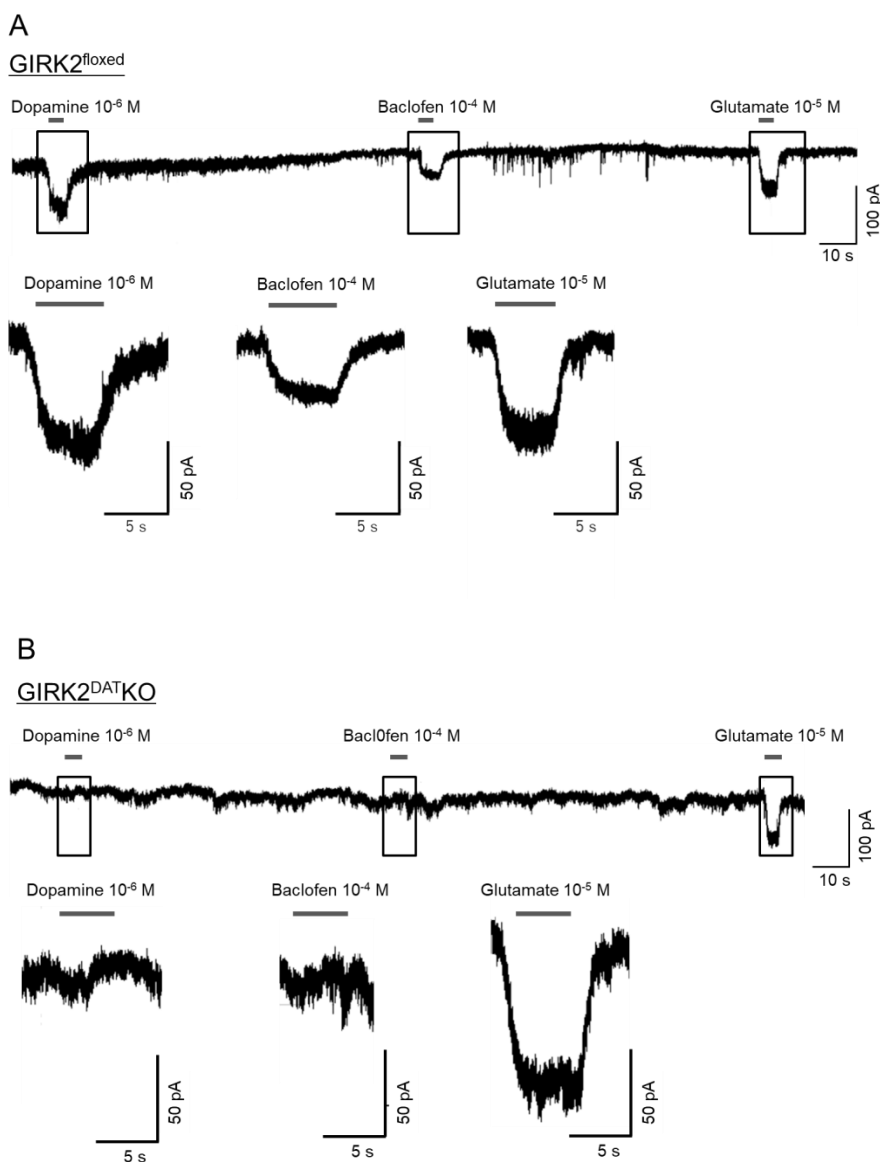 A
GIRK2floxed
Dopamine 10-6 M Baclofen 10-4 M Glutamate 10-5 M
100 pA
10 s
Dopamine 10-6 M Baclofen 10-4 M Glutamate 10-5 M
50 pA 50 pA 50 pA
5 s 5 s 5 s
B
GIRK2DATKO
Dopamine 10-6 M Bacl0fen 10-4 M Glutamate 10-5 M
100 pA
10 s
Dopamine 10-6 M Baclofen 10-4 M Glutamate 10-5 M
50 pA 50 pA 50 pA
5 s 5 s 5 s